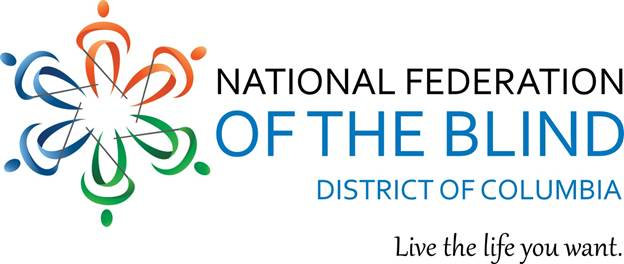 NATIONAL FEDERATION
OF THE BLIND
DISTRICT OF COLUMBIA
Live the life you want.